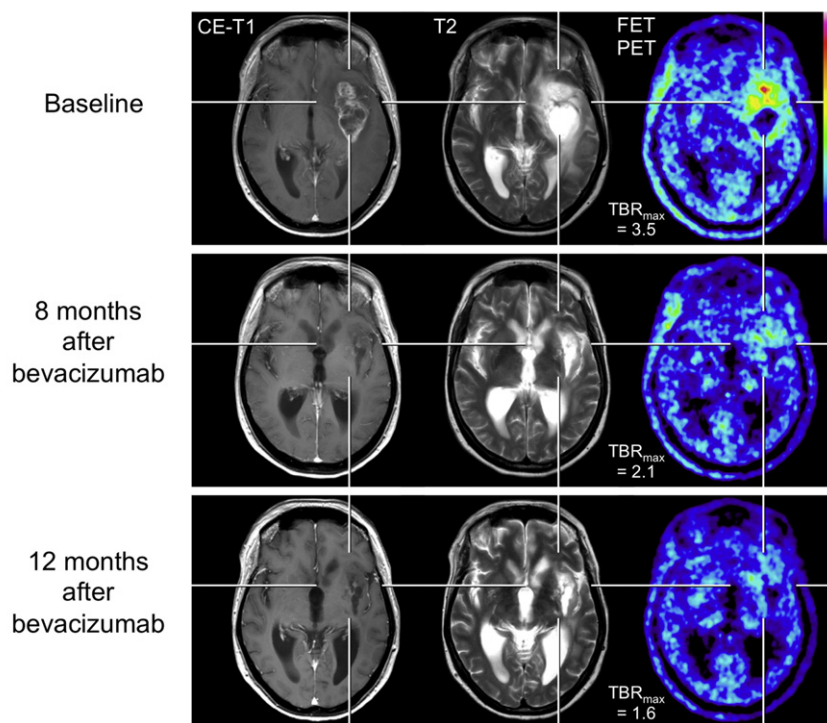 CE-T1
T2
FET
PET
Baseline
TBRmax
= 3.5
8 months
after
bevacizumab
TBRmax
= 2.1
12 months
after
bevacizumab
TBRmax
= 1.6